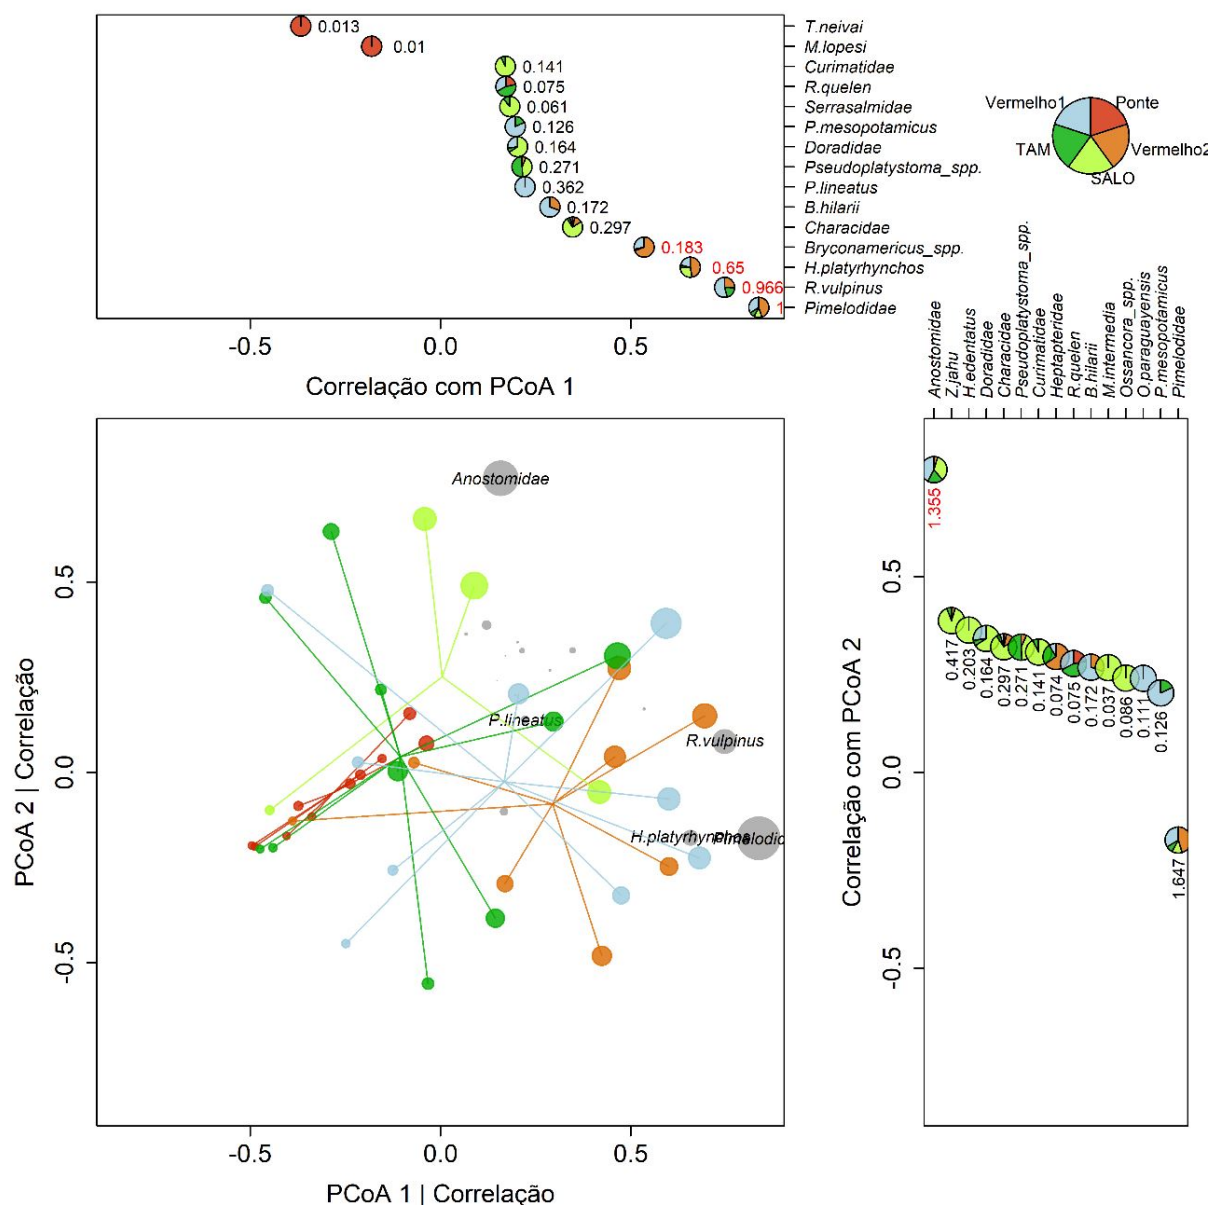 0.013 T.neivai
0.01 M.lopesi
0.141 Curimatidae
0.075 R.quelen
0.061 Serrasalmidae
0.126 P.mesopotamicus
0.164 Doradidae
0.271 Pseudoplatystoma_spp.
0.362 P.lineatus
0.172 B.hilarii
0.297 Characidae
0.183 Bryconamericus_spp.
0.65 H.platyrhynchos
0.966 R.vulpinus
1 Pimelodidae
-0.5 0.0 0.5
Correlação com PCoA 1
Vermelho1 Ponte
TAM Vermelho2
SALO
Anostomidae
Z.jahu
H.edentatus
Doradidae
Characidae
Pseudoplatystoma_spp.
Curimatidae
Heptapteridae
R.quelen
B.hilarii
M.intermedia
Ossancora_spp.
O.paraguayensis
P.mesopotamicus
Pimelodidae
Anostomidae
P.lineatus
R.vulpinus
H.platyrhynchos
Pimelodid
0.5
0.0
-0.5
PCoA 2 | Correlação
-0.5 0.0 0.5
PCoA 1 | Correlação
1.355
0.417
0.203
0.164
0.297
0.271
0.141
0.074
0.075
0.172
0.037
0.086
0.111
0.126
1.647
0.5
0.0
-0.5
Correlação com PCoA 2